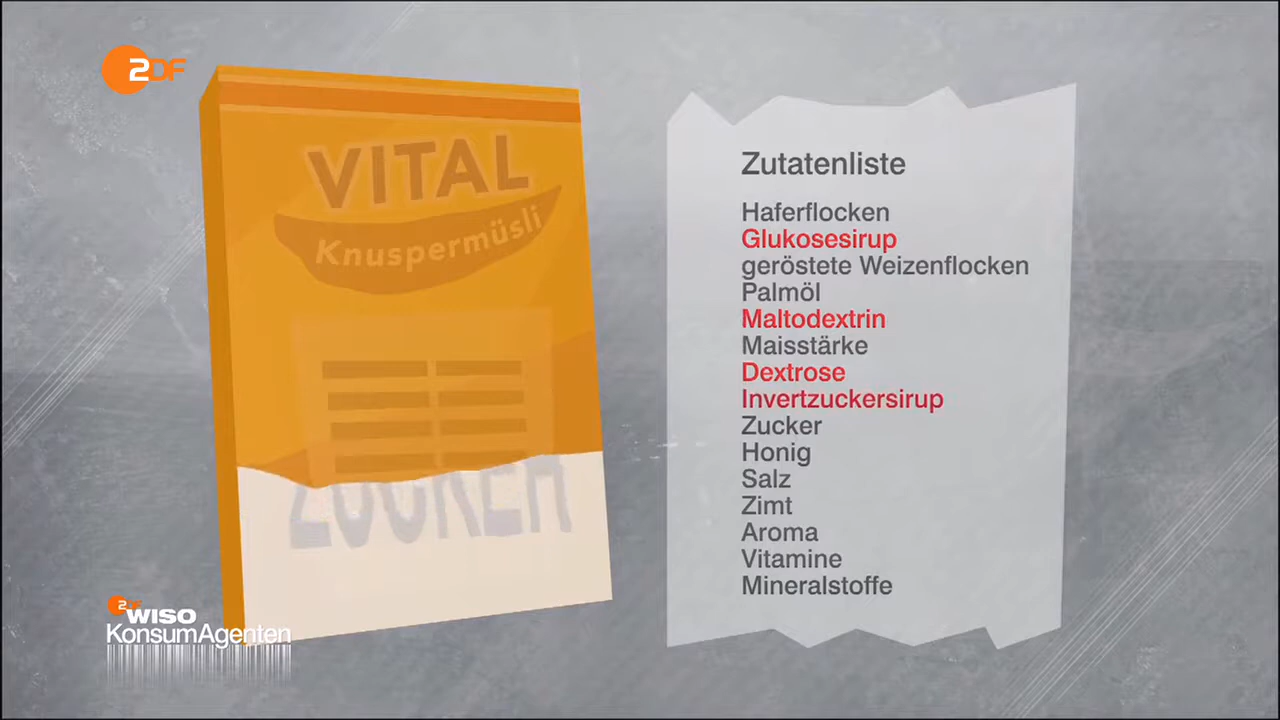 2DF
VITAL
Knuspermüsli
ZUCKER
Zutatenliste
Haferflocken
Glukosesirup
geröstete Weizenflocken
Palmöl
Maltodextrin
Maisstärke
Dextrose
Invertzuckersirup
Zucker
Honig
Salz
Zimt
Aroma
Vitamine
Mineralstoffe
2DF
WISO
KonsumAgenten